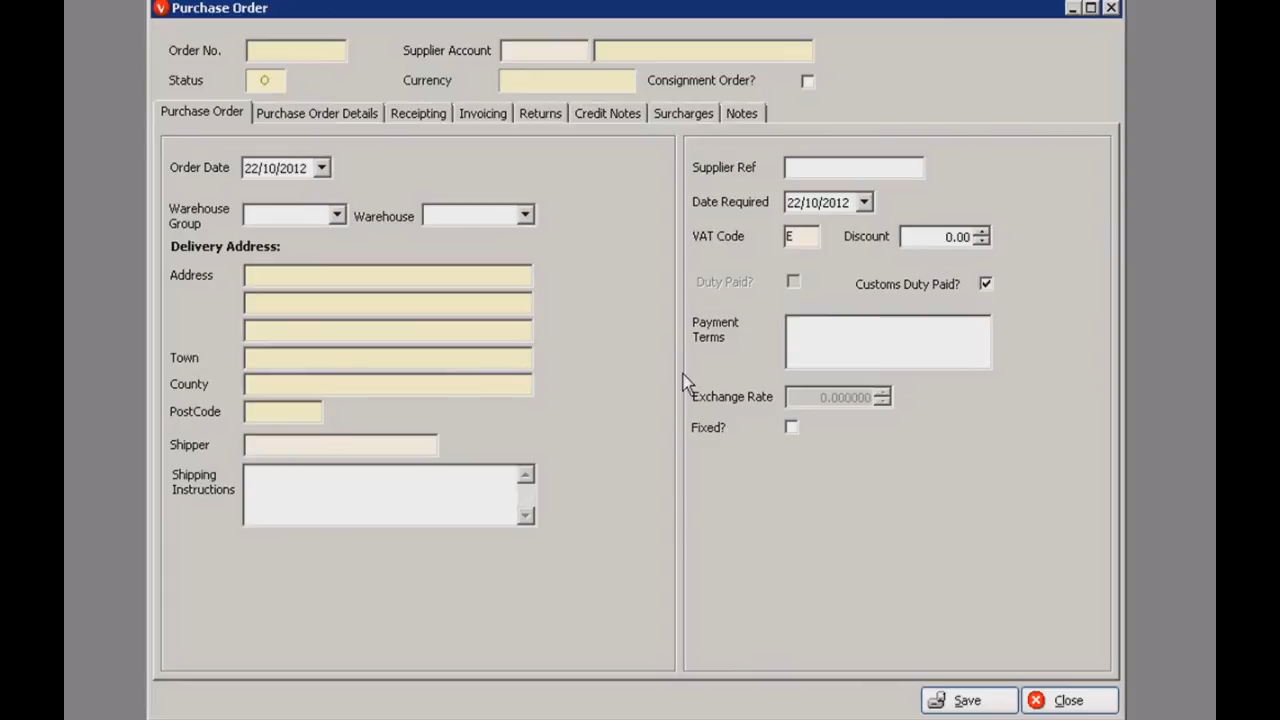 V Purchase Order
Order No. Supplier Account
Status O Currency Consignment Order?
Purchase Order Purchase Order Details Receipting Invoicing Returns Credit Notes Surcharges Notes
Order Date 22/10/2012
Warehouse Group Warehouse
Delivery Address:
Address
Town
County
PostCode
Shipper
Shipping
Instructions
Supplier Ref
Date Required 22/10/2012
VAT Code E Discount 0.00
Duty Paid? Customs Duty Paid?
Payment
Terms
Exchange Rate 0.000000
Fixed?
Save Close